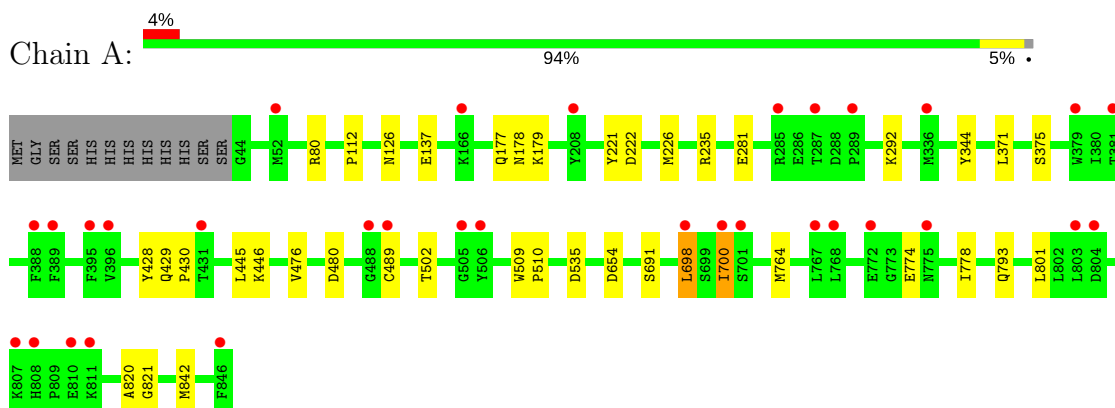 4%
Chain A:
94% 5% •
MET GLY SER SER HIS HIS HIS HIS HIS HIS SER SER G44 M52 R80 P112 N126 E137 K166 Q177 N178 K179 Y208 Y221 D222 M226 R235 E281 R285 E286 T287 D288 P289 K292 M336 Y344 L371 S375 W379 I380 T381
F388 F389 F395 V396 Y428 Q429 P430 T431 L445 K446 V476 D480 G488 C489 T502 G505 Y506 W509 P510 D535 D654 S691 L698 S699 I700 S701 M764 L767 L768 E772 G773 E774 N775 I778 Q793 L801 L802 L803 D804
K807 H808 P809 E810 K811 A820 G821 M842 F846